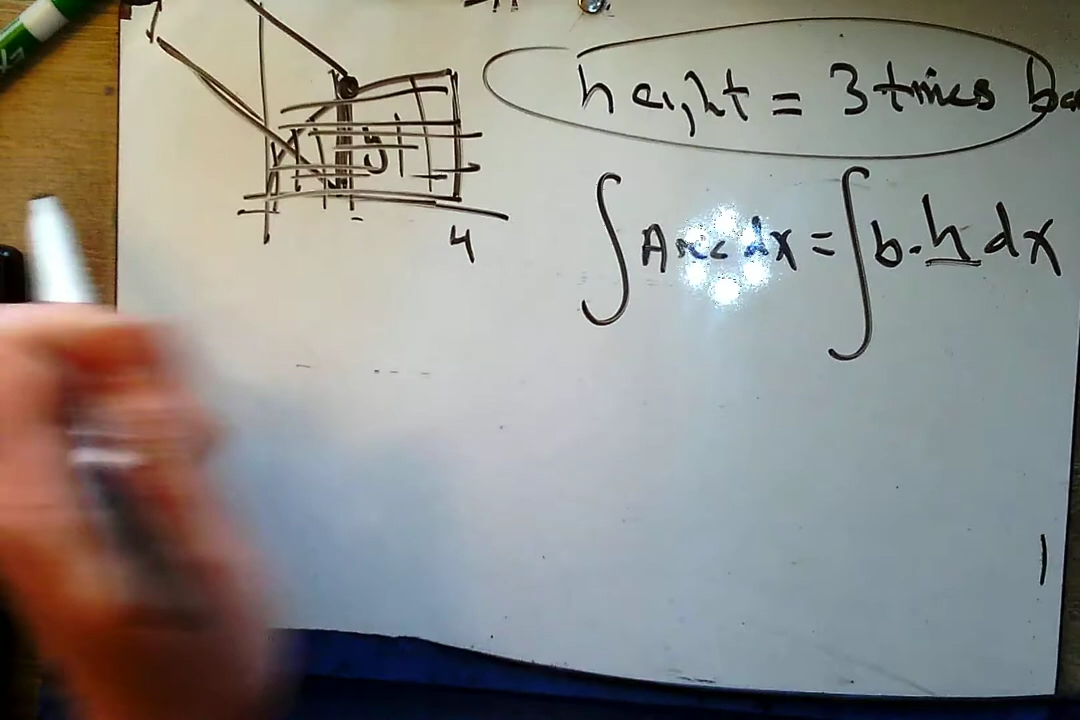 height = 3 times
∫ dx = ∫ b·h dx
4